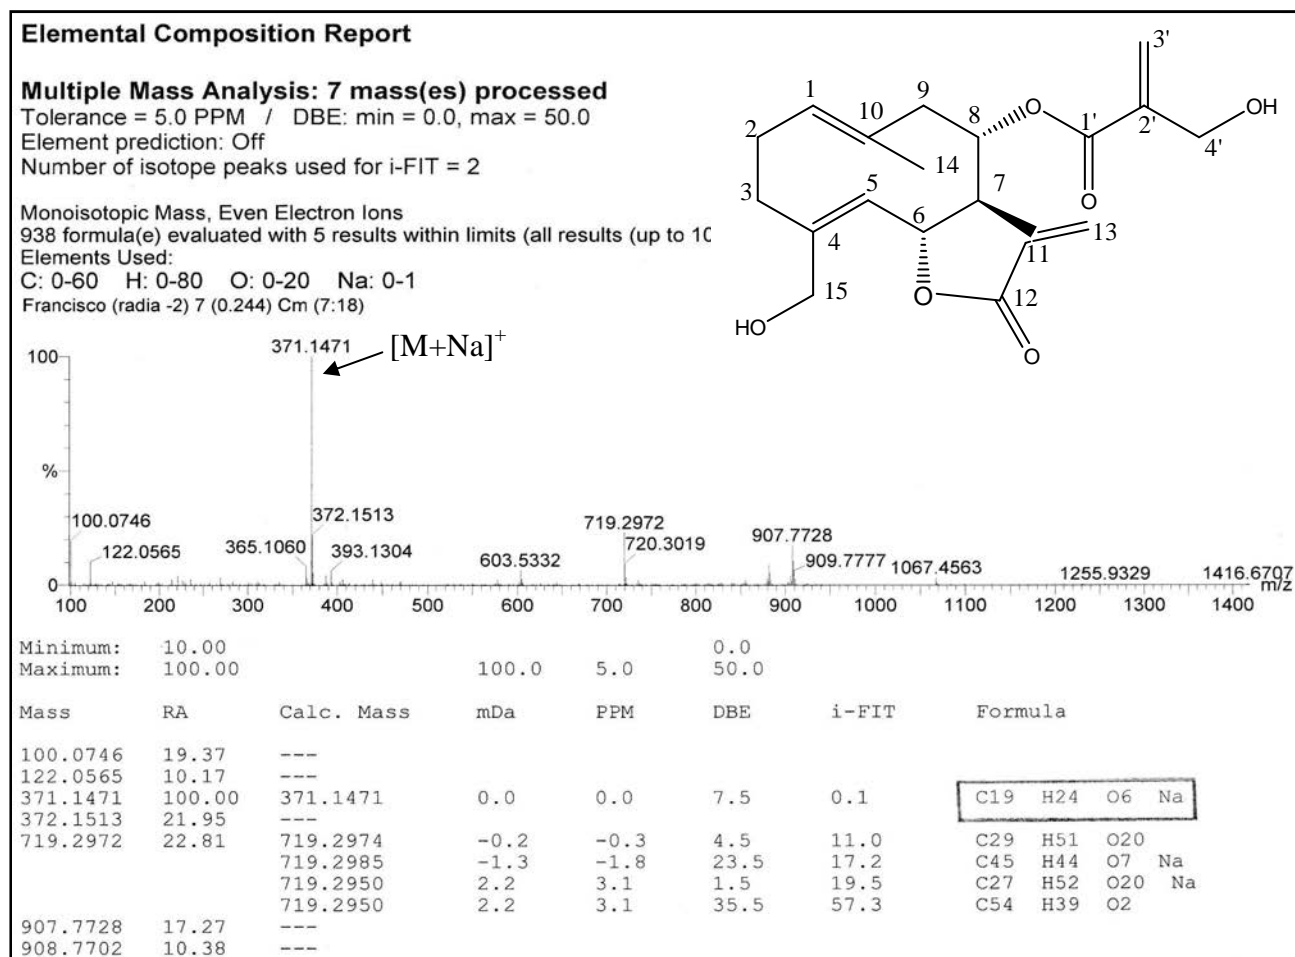 Elemental Composition Report
Multiple Mass Analysis: 7 mass(es) processed
Tolerance = 5.0 PPM / DBE: min = 0.0, max = 50.0
Element prediction: Off
Number of isotope peaks used for i-FIT = 2
Monoisotopic Mass, Even Electron Ions
938 formula(e) evaluated with 5 results within limits (all results (up to 10
Elements Used:
C: 0-60 H: 0-80 O: 0-20 Na: 0-1
Francisco (radia -2) 7 (0.244) Cm (7:18)
3'
1 9 O OH
10 8 1' 2'
2 14 4'
5 7 O
3 6 13
4 11
15 O 12
HO O
371.1471 [M+Na]+
100
%
0
100.0746
122.0565
365.1060
372.1513
393.1304
603.5332
719.2972
720.3019
907.7728
909.7777
1067.4563
1255.9329
1416.6707
m/z
100 200 300 400 500 600 700 800 900 1000 1100 1200 1300 1400
Minimum: 10.00 0.0
Maximum: 100.00 100.0 5.0 50.0
Mass RA Calc. Mass mDa PPM DBE i-FIT Formula
100.0746 19.37 ---
122.0565 10.17 ---
371.1471 100.00 371.1471 0.0 0.0 7.5 0.1 C19 H24 O6 Na
372.1513 21.95 ---
719.2972 22.81 719.2974 -0.2 -0.3 4.5 11.0 C29 H51 O20
719.2985 -1.3 -1.8 23.5 17.2 C45 H44 O7 Na
719.2950 2.2 3.1 1.5 19.5 C27 H52 O20 Na
719.2950 2.2 3.1 35.5 57.3 C54 H39 O2
907.7728 17.27 ---
908.7702 10.38 ---